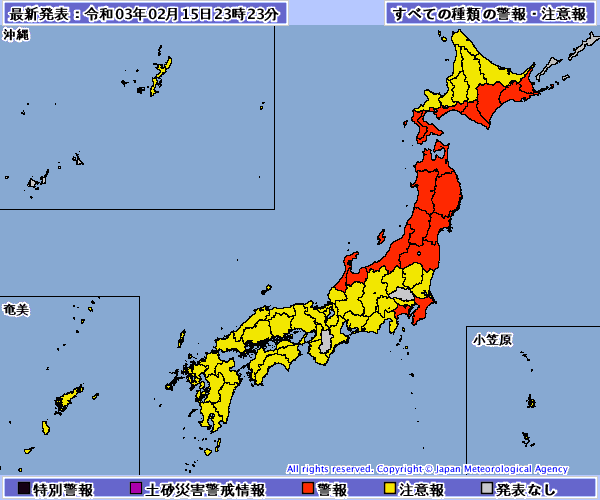 最新発表：令和03年02月15日23時23分
すべての種類の警報・注意報
沖縄
奄美
小笠原
All rights reserved. Copyright © Japan Meteorological Agency
特別警報
土砂災害警戒情報
警報
注意報
発表なし